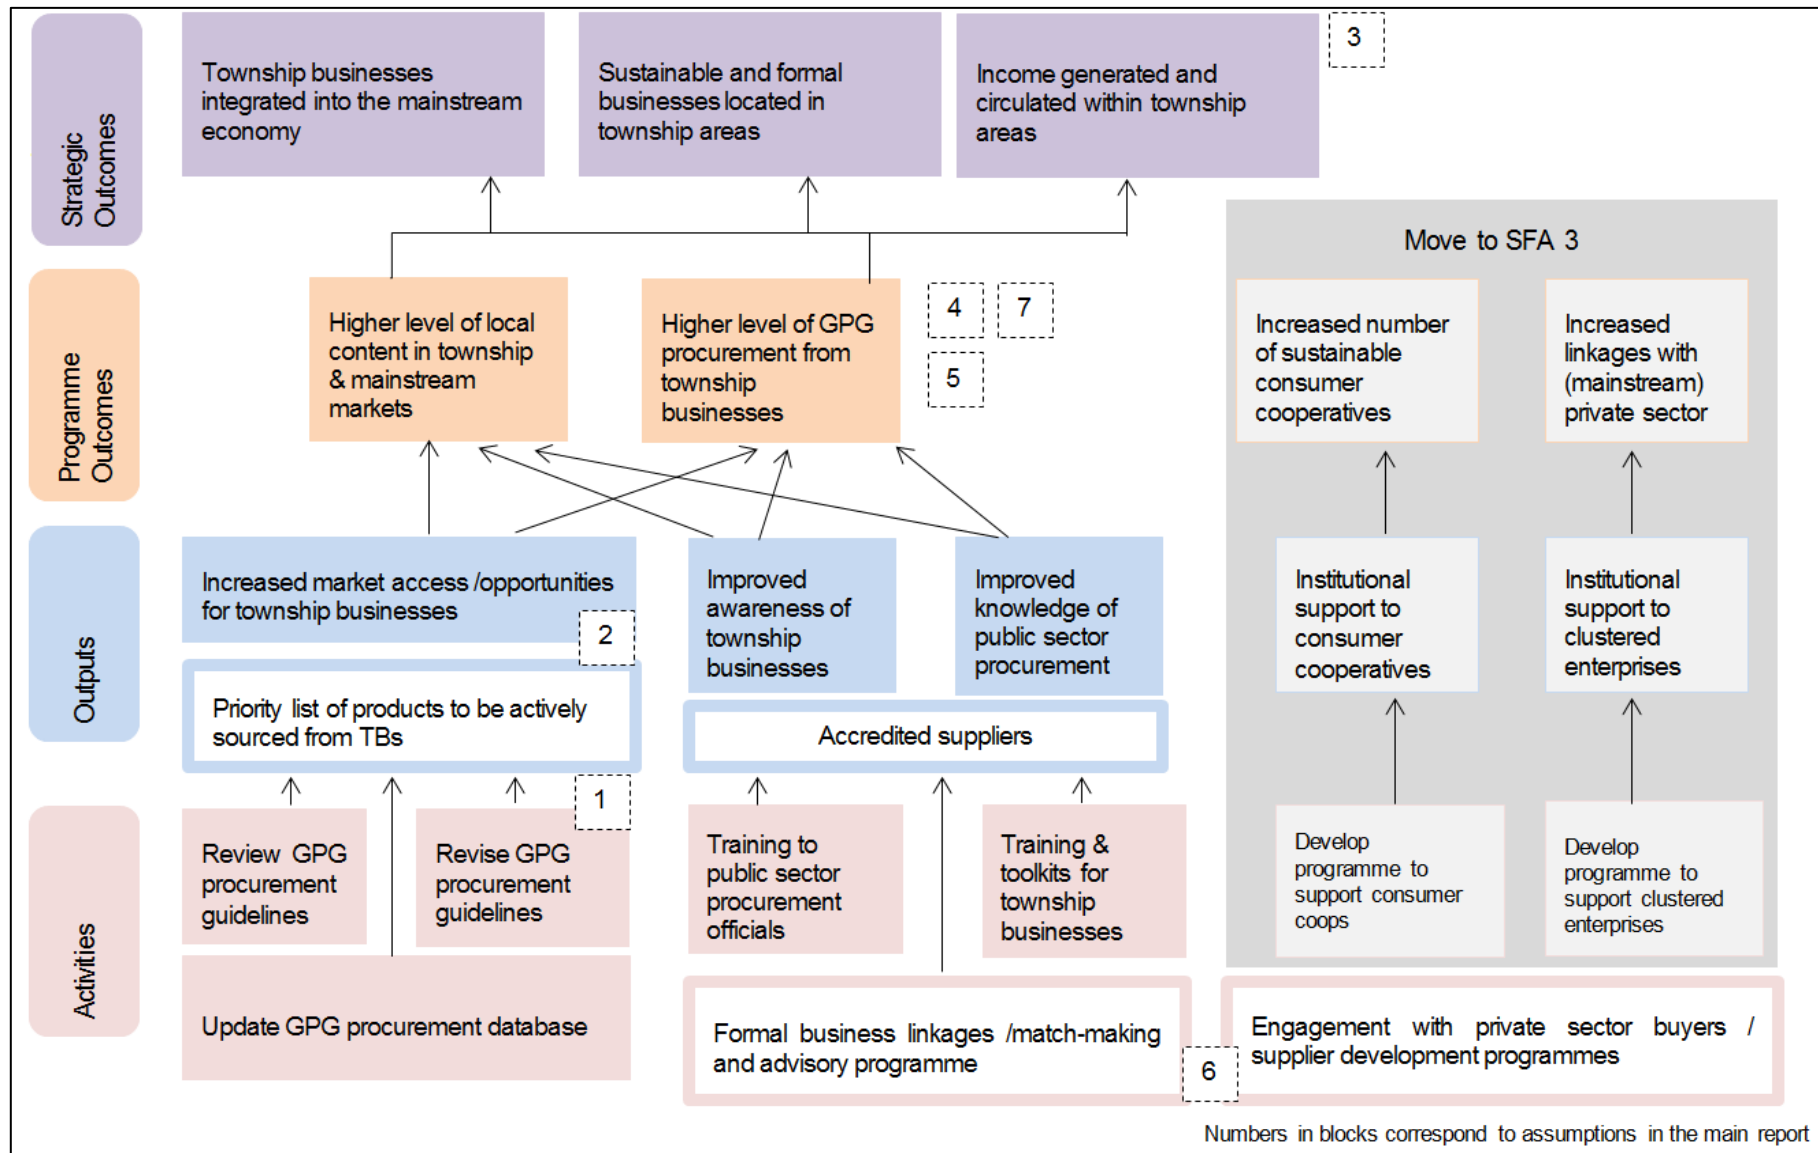 Strategic
Outcomes
Township businesses
integrated into the mainstream
economy
Sustainable and formal
businesses located in
township areas
Income generated and
circulated within township
areas
3
Programme
Outcomes
Higher level of local
content in township
& mainstream
markets
Higher level of GPG
procurement from
township
businesses
4
7
5
Move to SFA 3
Increased number
of sustainable
consumer
cooperatives
Increased
linkages with
(mainstream)
private sector
Outputs
Increased market access /opportunities
for township businesses
2
Improved
awareness of
township
businesses
Improved
knowledge of
public sector
procurement
Institutional
support to
consumer
cooperatives
Institutional
support to
clustered
enterprises
Priority list of products to be actively
sourced from TBs
Accredited suppliers
Activities
1
Review GPG
procurement
guidelines
Revise GPG
procurement
guidelines
Training to
public sector
procurement
officials
Training &
toolkits for
township
businesses
Develop
programme to
support consumer
coops
Develop
programme to
support clustered
enterprises
Update GPG procurement database
Formal business linkages /match-making
and advisory programme
6
Engagement with private sector buyers /
supplier development programmes
Numbers in blocks correspond to assumptions in the main report